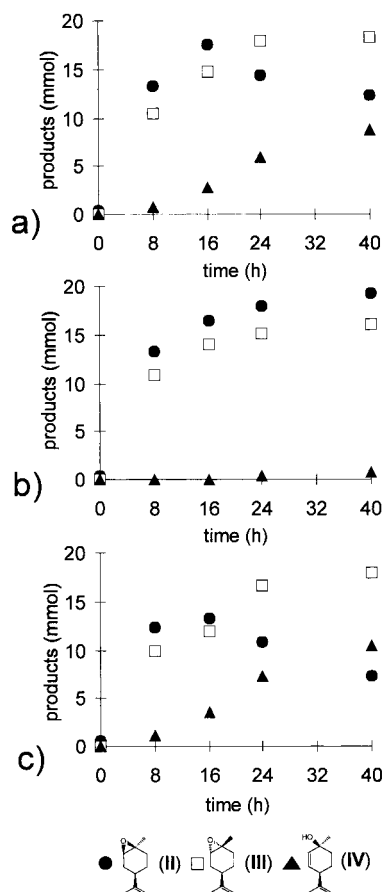 20
15
10
5
0
products (mmol)
a)
0 8 16 24 32 40
time (h)
20
15
10
5
0
products (mmol)
b)
0 8 16 24 32 40
time (h)
20
15
10
5
0
products (mmol)
c)
0 8 16 24 32 40
time (h)
O (II) O (III) HO (IV)